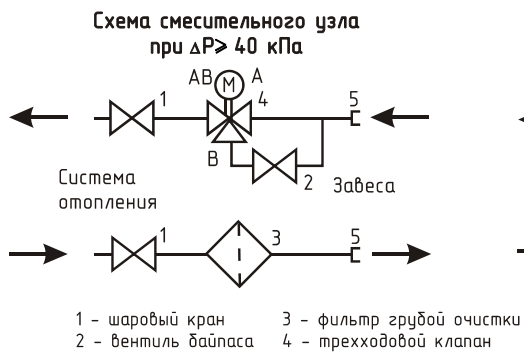 Схема смесительного узла
при ΔP⩾ 40 кПа
AB M A
1 4 5
B
2
Система
отопления
Завеса
1 3 5
1 - шаровый кран
2 - вентиль байпаса
3 - фильтр грубой очистки
4 - трехходовой клапан